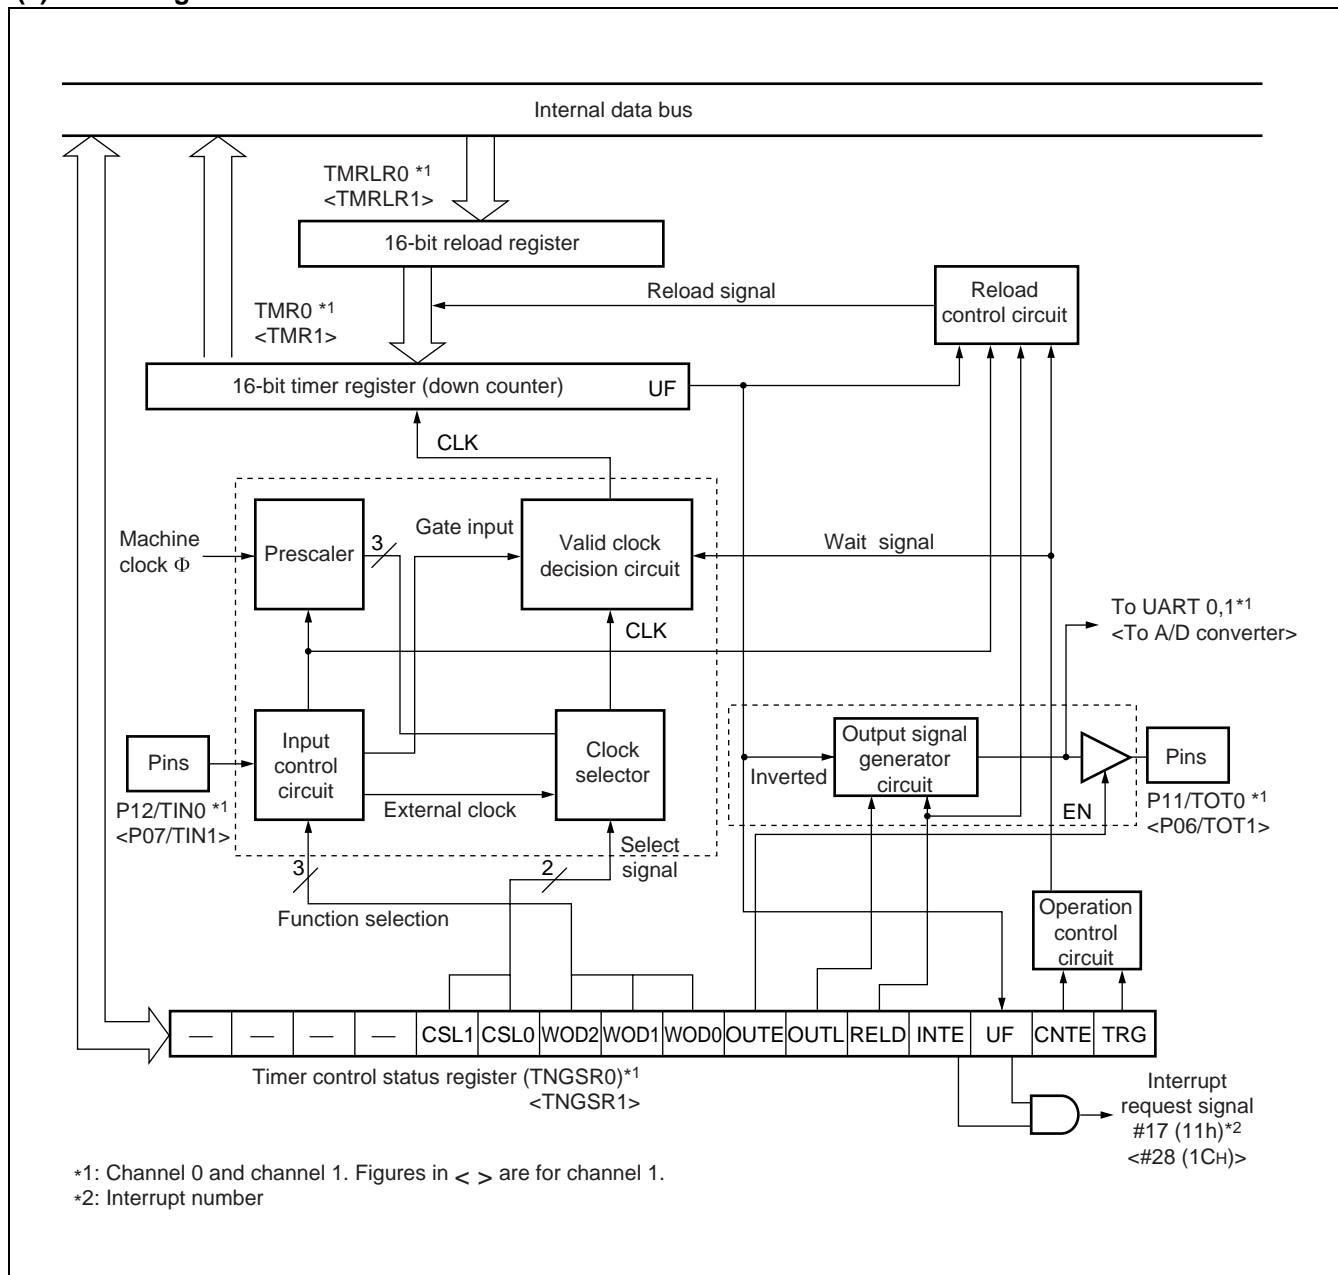 Internal data bus
TMRLR0 *1
<TMRLR1>
16-bit reload register
Reload signal
Reload
control circuit
TMR0 *1
<TMR1>
16-bit timer register (down counter)
UF
CLK
Machine
clock Φ
Prescaler
3
Gate input
Valid clock
decision circuit
Wait signal
CLK
To UART 0,1*1
<To A/D converter>
Pins
P12/TIN0 *1
<P07/TIN1>
Input
control
circuit
External clock
Clock
selector
Inverted
Output signal
generator
circuit
EN
Pins
P11/TOT0 *1
<P06/TOT1>
3
Function selection
2
Select
signal
Operation
control
circuit
— — — — CSL1 CSL0 WOD2 WOD1 WOD0 OUTE OUTL RELD INTE UF CNTE TRG
Timer control status register (TNGSR0)*1
<TNGSR1>
Interrupt
request signal
#17 (11h)*2
<#28 (1CH)>
*1: Channel 0 and channel 1. Figures in < > are for channel 1.
*2: Interrupt number